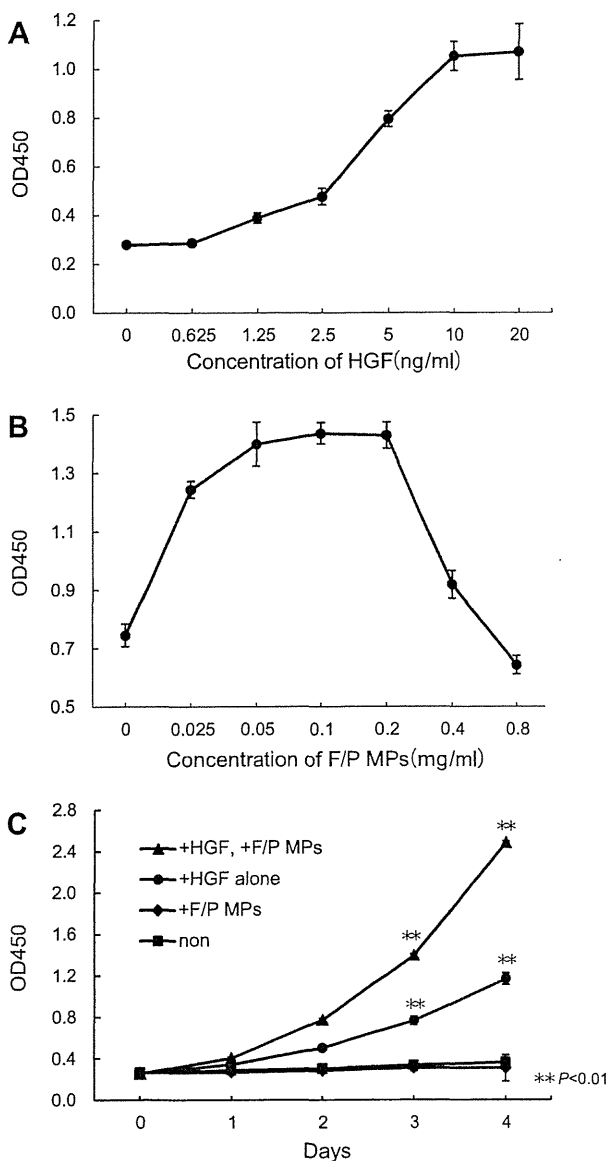 A
1.2
1.0
0.8
0.6
0.4
0.2
0.0
OD450
0 0.625 1.25 2.5 5 10 20
Concentration of HGF(ng/ml)
B
1.5
1.3
1.1
0.9
0.7
0.5
OD450
0 0.025 0.05 0.1 0.2 0.4 0.8
Concentration of F/P MPs(mg/ml)
C
2.8
2.4
2.0
1.6
1.2
0.8
0.4
0.0
OD450
+HGF, +F/P MPs
+HGF alone
+F/P MPs
non
**
**
**
**
** P<0.01
0 1 2 3 4
Days